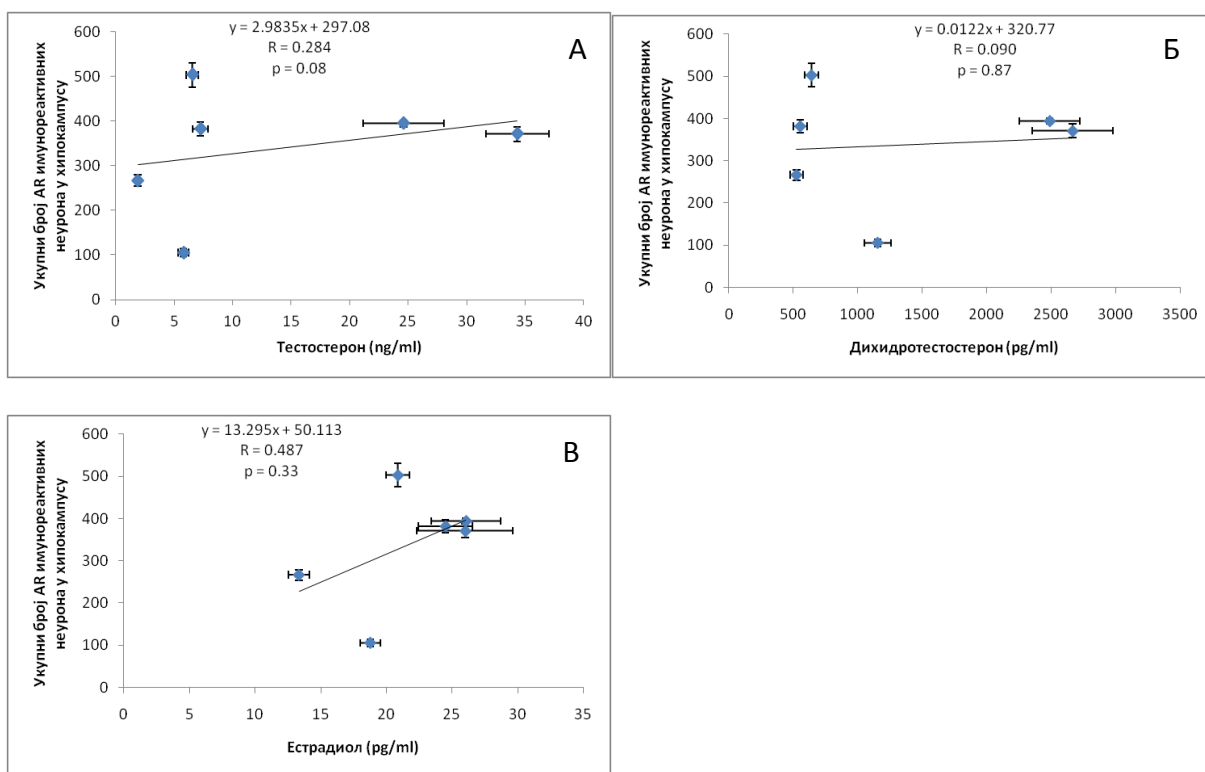 y = 2.9835x + 297.08
R = 0.284
p = 0.08
А
Укупни број AR имунореактивних
неурона у хипокампусу
600
500
400
300
200
100
0
0 5 10 15 20 25 30 35 40
Тестостерон (ng/ml)
y = 0.0122x + 320.77
R = 0.090
p = 0.87
Б
Укупни број AR имунореактивних
неурона у хипокампусу
600
500
400
300
200
100
0
0 500 1000 1500 2000 2500 3000 3500
Дихидротестостерон (pg/ml)
y = 13.295x + 50.113
R = 0.487
p = 0.33
В
Укупни број AR имунореактивних
неурона у хипокампусу
600
500
400
300
200
100
0
0 5 10 15 20 25 30 35
Естрадиол (pg/ml)